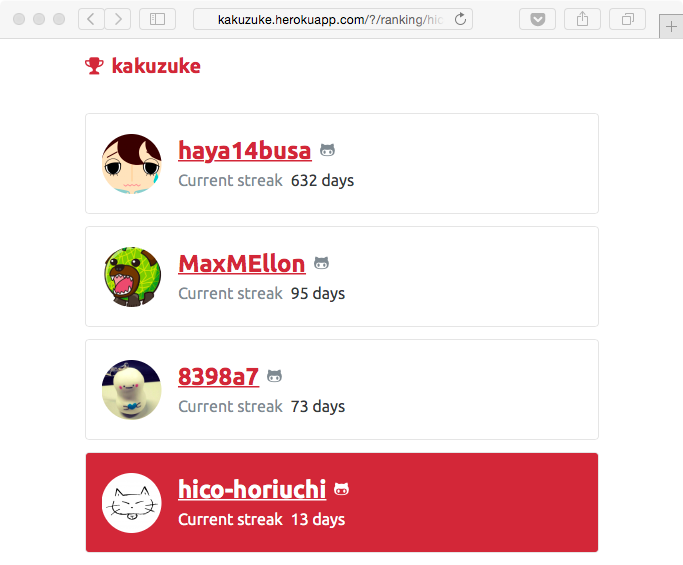 kakuzuke.herokuapp.com/?/ranking/hic
kakuzuke
haya14busa
Current streak 632 days
MaxMEllon
Current streak 95 days
8398a7
Current streak 73 days
hico-horiuchi
Current streak 13 days